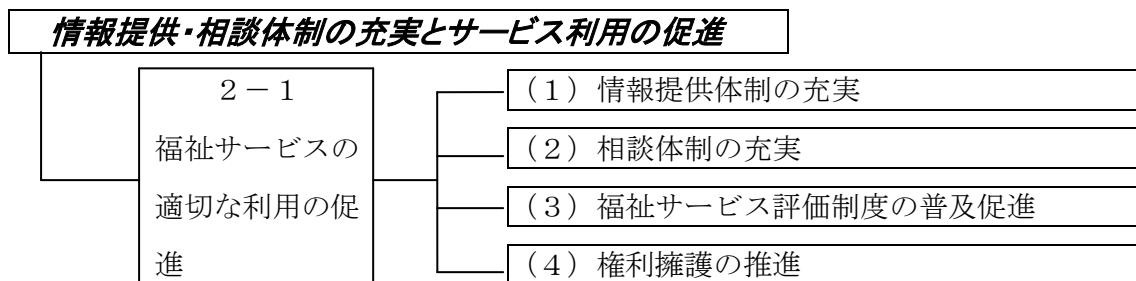 情報提供・相談体制の充実とサービス利用の促進
２－１
福祉サービスの
適切な利用の促
進
（１）情報提供体制の充実
（２）相談体制の充実
（３）福祉サービス評価制度の普及促進
（４）権利擁護の推進